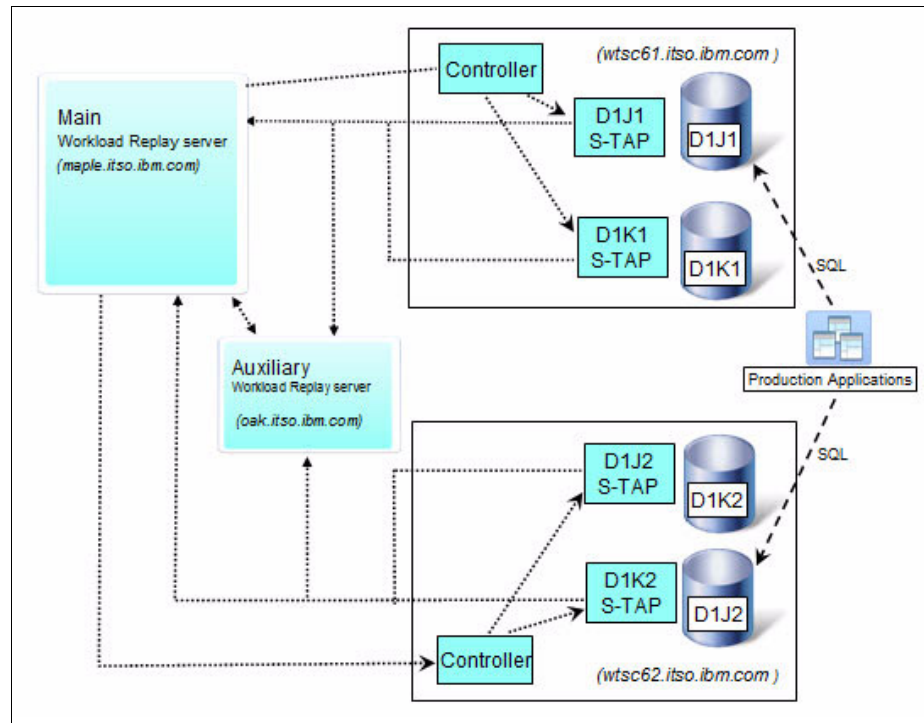 Main
Workload Replay server
(maple.itso.ibm.com)
Controller
(wtsc61.itso.ibm.com )
D1J1
S-TAP
D1J1
D1K1
S-TAP
D1K1
SQL
Production Applications
Auxiliary
Workload Replay server
(oak.itso.ibm.com)
SQL
D1J2
S-TAP
D1K2
D1K2
S-TAP
D1J2
Controller
(wtsc62.itso.ibm.com )